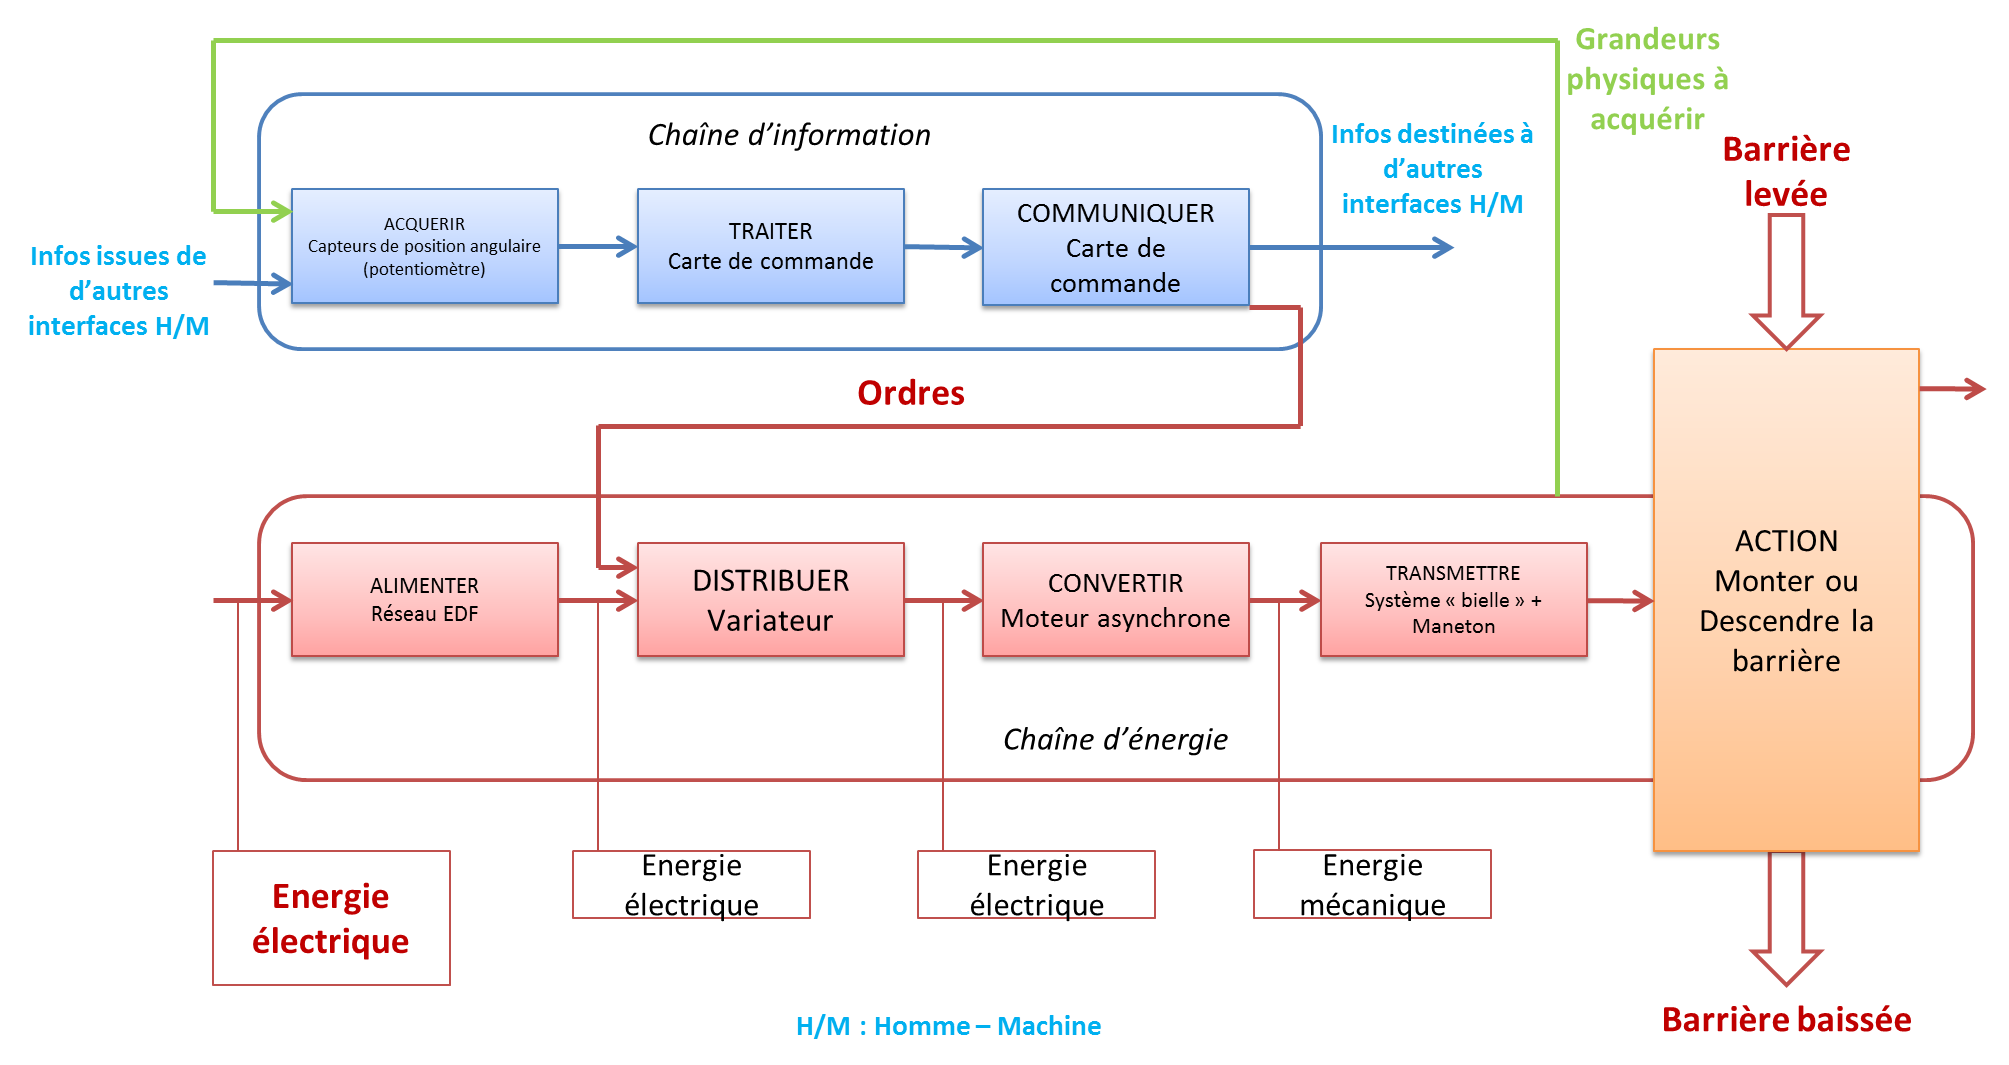 Grandeurs
physiques à
acquérir
Chaîne d’information
Infos destinées à
d’autres
interfaces H/M
Barrière
levée
ACQUERIR
Capteurs de position angulaire
(potentiomètre)
TRAITER
Carte de commande
COMMUNIQUER
Carte de
commande
Infos issues de
d’autres
interfaces H/M
Ordres
ALIMENTER
Réseau EDF
DISTRIBUER
Variateur
CONVERTIR
Moteur asynchrone
TRANSMETTRE
Système « bielle » +
Maneton
ACTION
Monter ou
Descendre la
barrière
Chaîne d’énergie
Energie
électrique
Energie
électrique
Energie
électrique
Energie
mécanique
Barrière baissée
H/M : Homme – Machine